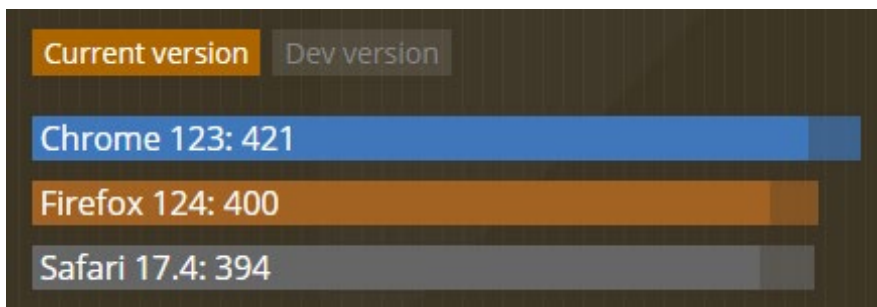 Current version Dev version
Chrome 123: 421
Firefox 124: 400
Safari 17.4: 394